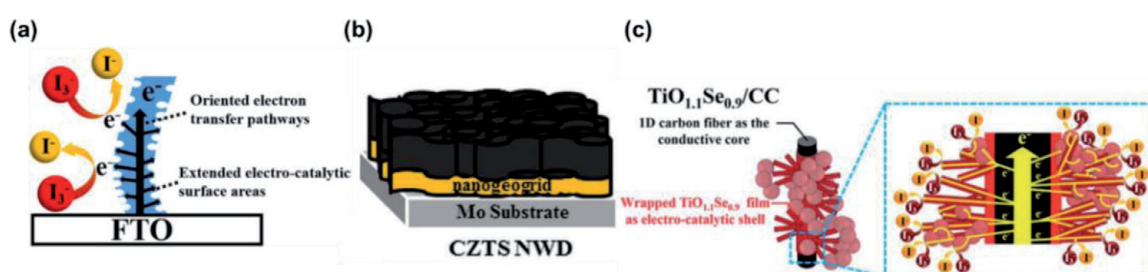 (a)
I⁻
I₃⁻
e⁻
e⁻
Oriented electron
transfer pathways
I⁻
e⁻
I₃⁻
Extended electro-catalytic
surface areas
FTO
(b)
nanogeogrid
Mo Substrate
CZTS NWD
(c)
TiO₁.₁Se₀.₉/CC
1D carbon fiber as the
conductive core
Wrapped TiO₁.₁Se₀.₉ film
as electro-catalytic shell
e⁻